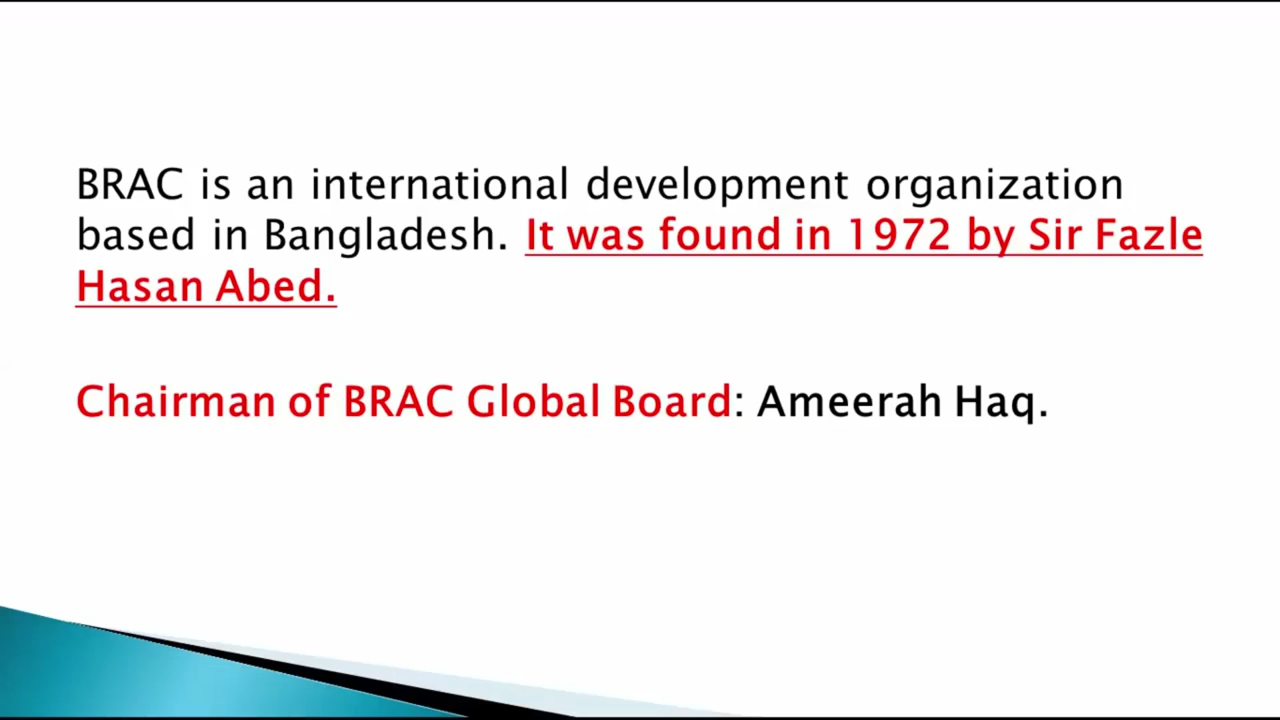 BRAC is an international development organization
based in Bangladesh. It was found in 1972 by Sir Fazle
Hasan Abed.
Chairman of BRAC Global Board: Ameerah Haq.